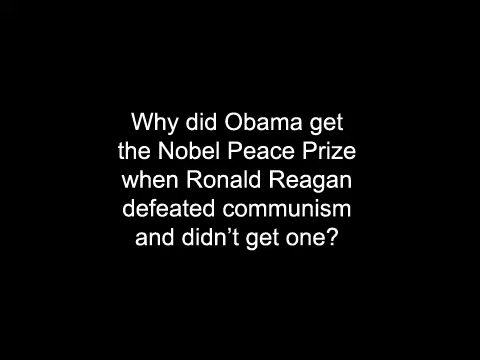 Why did Obama get
the Nobel Peace Prize
when Ronald Reagan
defeated communism
and didn’t get one?